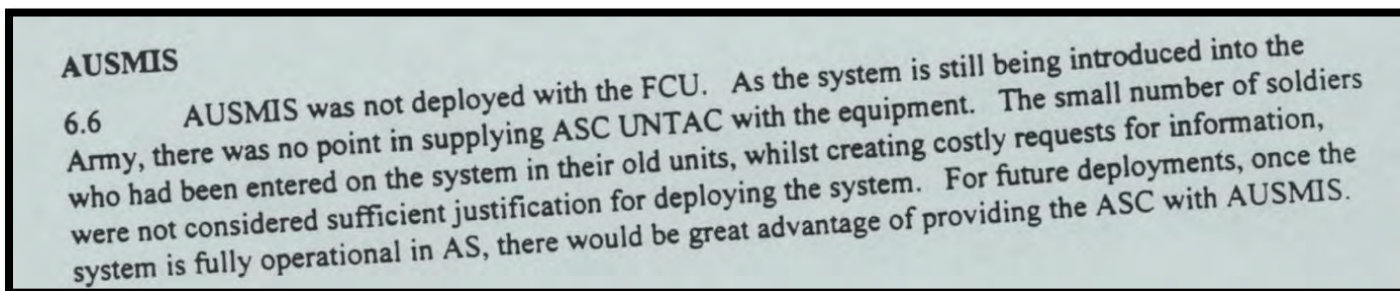 AUSMIS
6.6 AUSMIS was not deployed with the FCU. As the system is still being introduced into the
Army, there was no point in supplying ASC UNTAC with the equipment. The small number of soldiers
who had been entered on the system in their old units, whilst creating costly requests for information,
were not considered sufficient justification for deploying the system. For future deployments, once the
system is fully operational in AS, there would be great advantage of providing the ASC with AUSMIS.